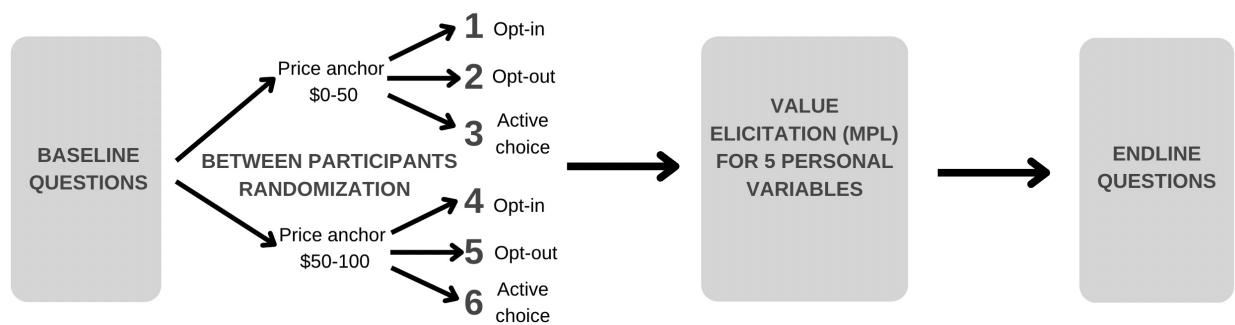 BASELINE
QUESTIONS
Price anchor
$0-50
1 Opt-in
2 Opt-out
3 Active
choice
BETWEEN PARTICIPANTS
RANDOMIZATION
Price anchor
$50-100
4 Opt-in
5 Opt-out
6 Active
choice
VALUE
ELICITATION (MPL)
FOR 5 PERSONAL
VARIABLES
ENDLINE
QUESTIONS